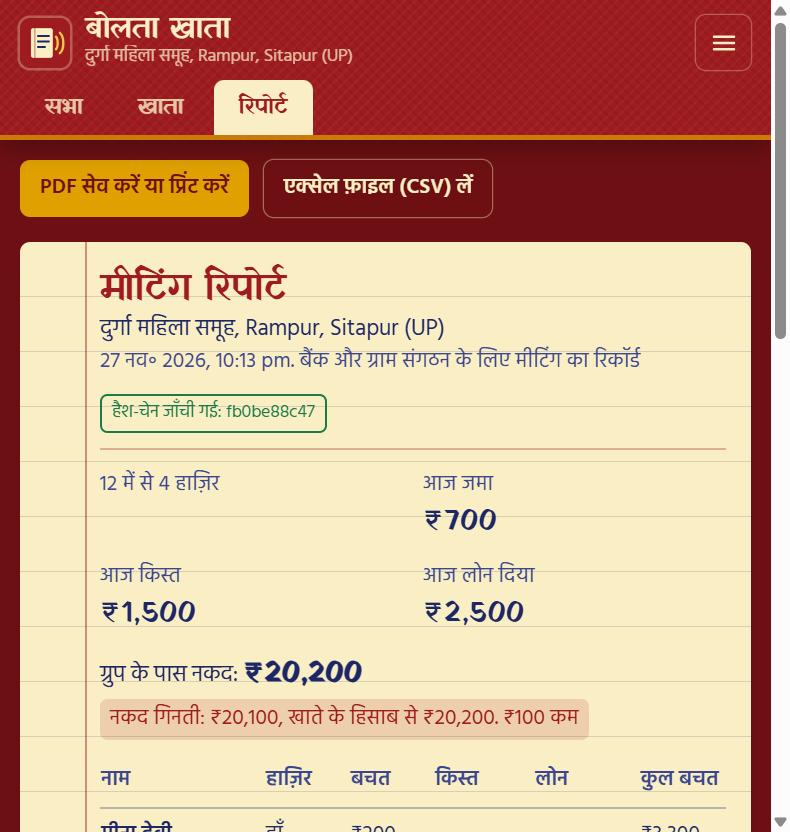 बोलता खाता
दुर्गा महिला समूह, Rampur, Sitapur (UP)
सभा खाता रिपोर्ट
PDF सेव करें या प्रिंट करें एक्सेल फ़ाइल (CSV) लें
मीटिंग रिपोर्ट
दुर्गा महिला समूह, Rampur, Sitapur (UP)
27 नव॰ 2026, 10:13 pm. बैंक और ग्राम संगठन के लिए मीटिंग का रिकॉर्ड
हैश-चेन जाँची गई: fb0be88c47
12 में से 4 हाज़िर आज जमा
₹700
आज किस्त आज लोन दिया
₹1,500 ₹2,500
ग्रुप के पास नकद: ₹20,200
नकद गिनती: ₹20,100, खाते के हिसाब से ₹20,200. ₹100 कम
नाम हाज़िर बचत किस्त लोन कुल बचत
मीना देवी हाँ ₹200